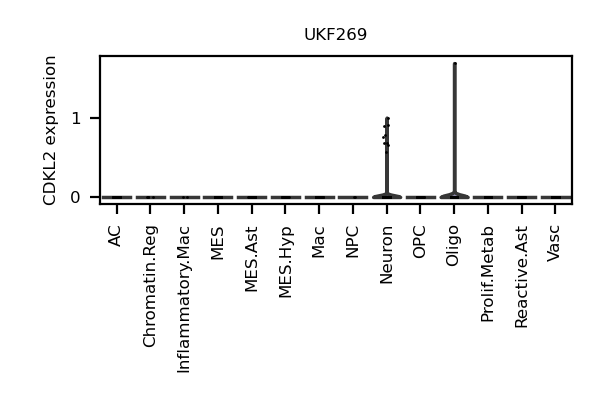 UKF269
CDKL2 expression
1
0
AC
Chromatin.Reg
Inflammatory.Mac
MES
MES.Ast
MES.Hyp
Mac
NPC
Neuron
OPC
Oligo
Prolif.Metab
Reactive.Ast
Vasc